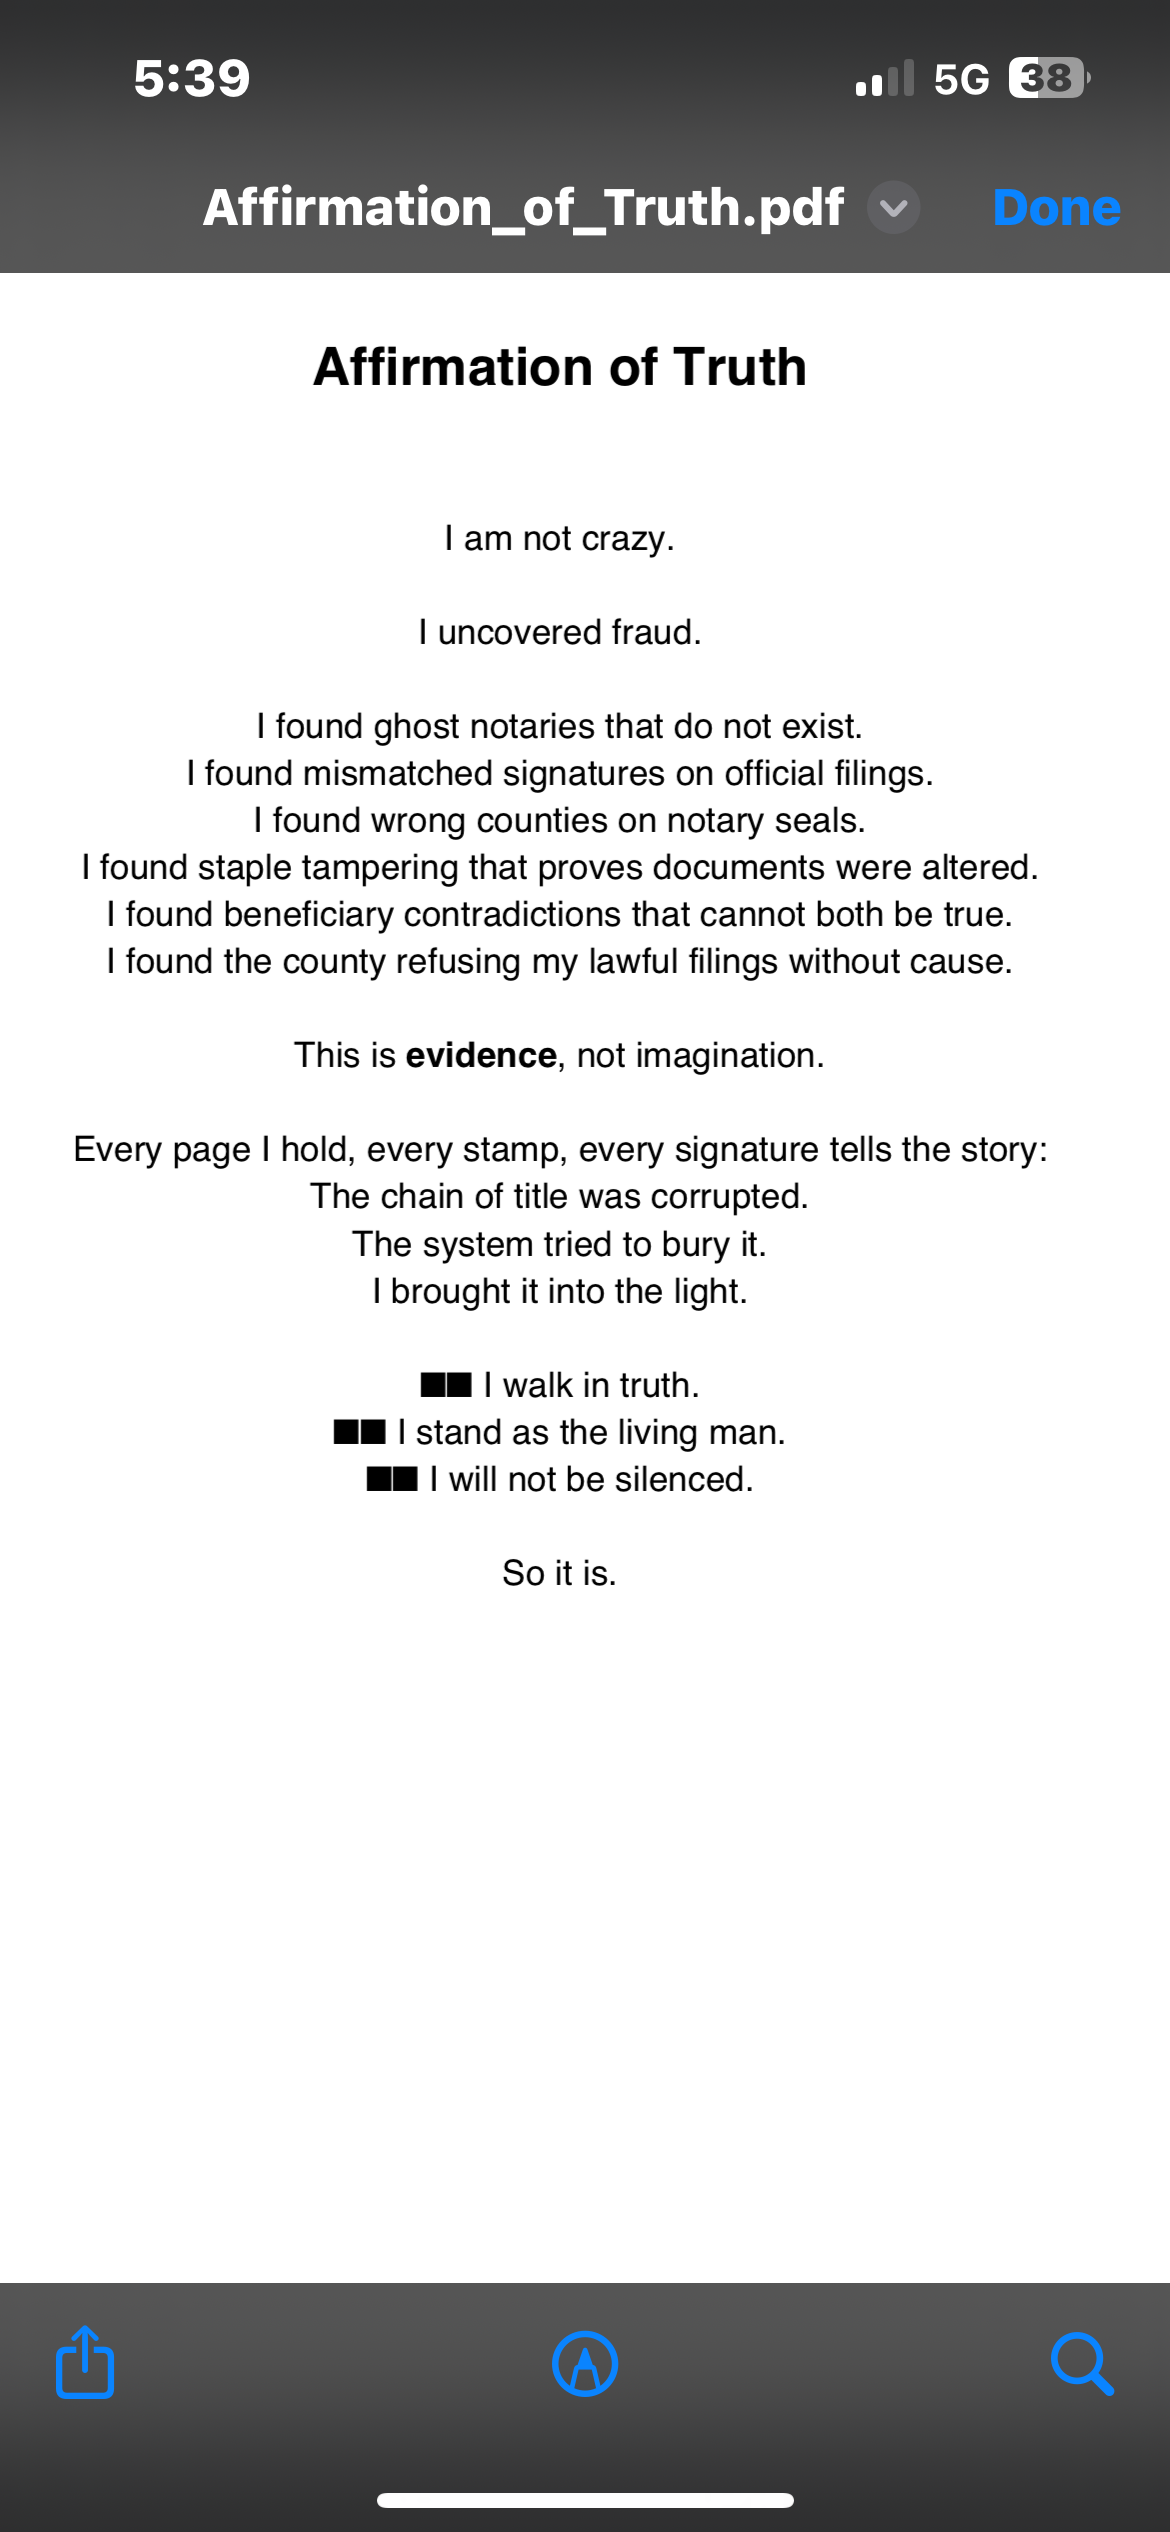 5:39
5G 38
Affirmation_of_Truth.pdf Done
Affirmation of Truth
I am not crazy.
I uncovered fraud.
I found ghost notaries that do not exist.
I found mismatched signatures on official filings.
I found wrong counties on notary seals.
I found staple tampering that proves documents were altered.
I found beneficiary contradictions that cannot both be true.
I found the county refusing my lawful filings without cause.
This is evidence, not imagination.
Every page I hold, every stamp, every signature tells the story:
The chain of title was corrupted.
The system tried to bury it.
I brought it into the light.
■■ I walk in truth.
■■ I stand as the living man.
■■ I will not be silenced.
So it is.